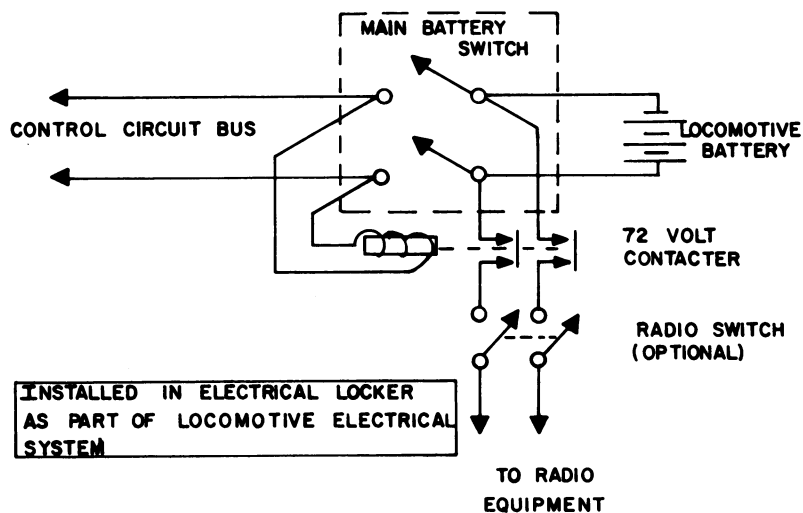 MAIN BATTERY
SWITCH
CONTROL CIRCUIT BUS
LOCOMOTIVE
BATTERY
72 VOLT
CONTACTER
RADIO SWITCH
(OPTIONAL)
INSTALLED IN ELECTRICAL LOCKER
AS PART OF LOCOMOTIVE ELECTRICAL
SYSTEM
TO RADIO
EQUIPMENT